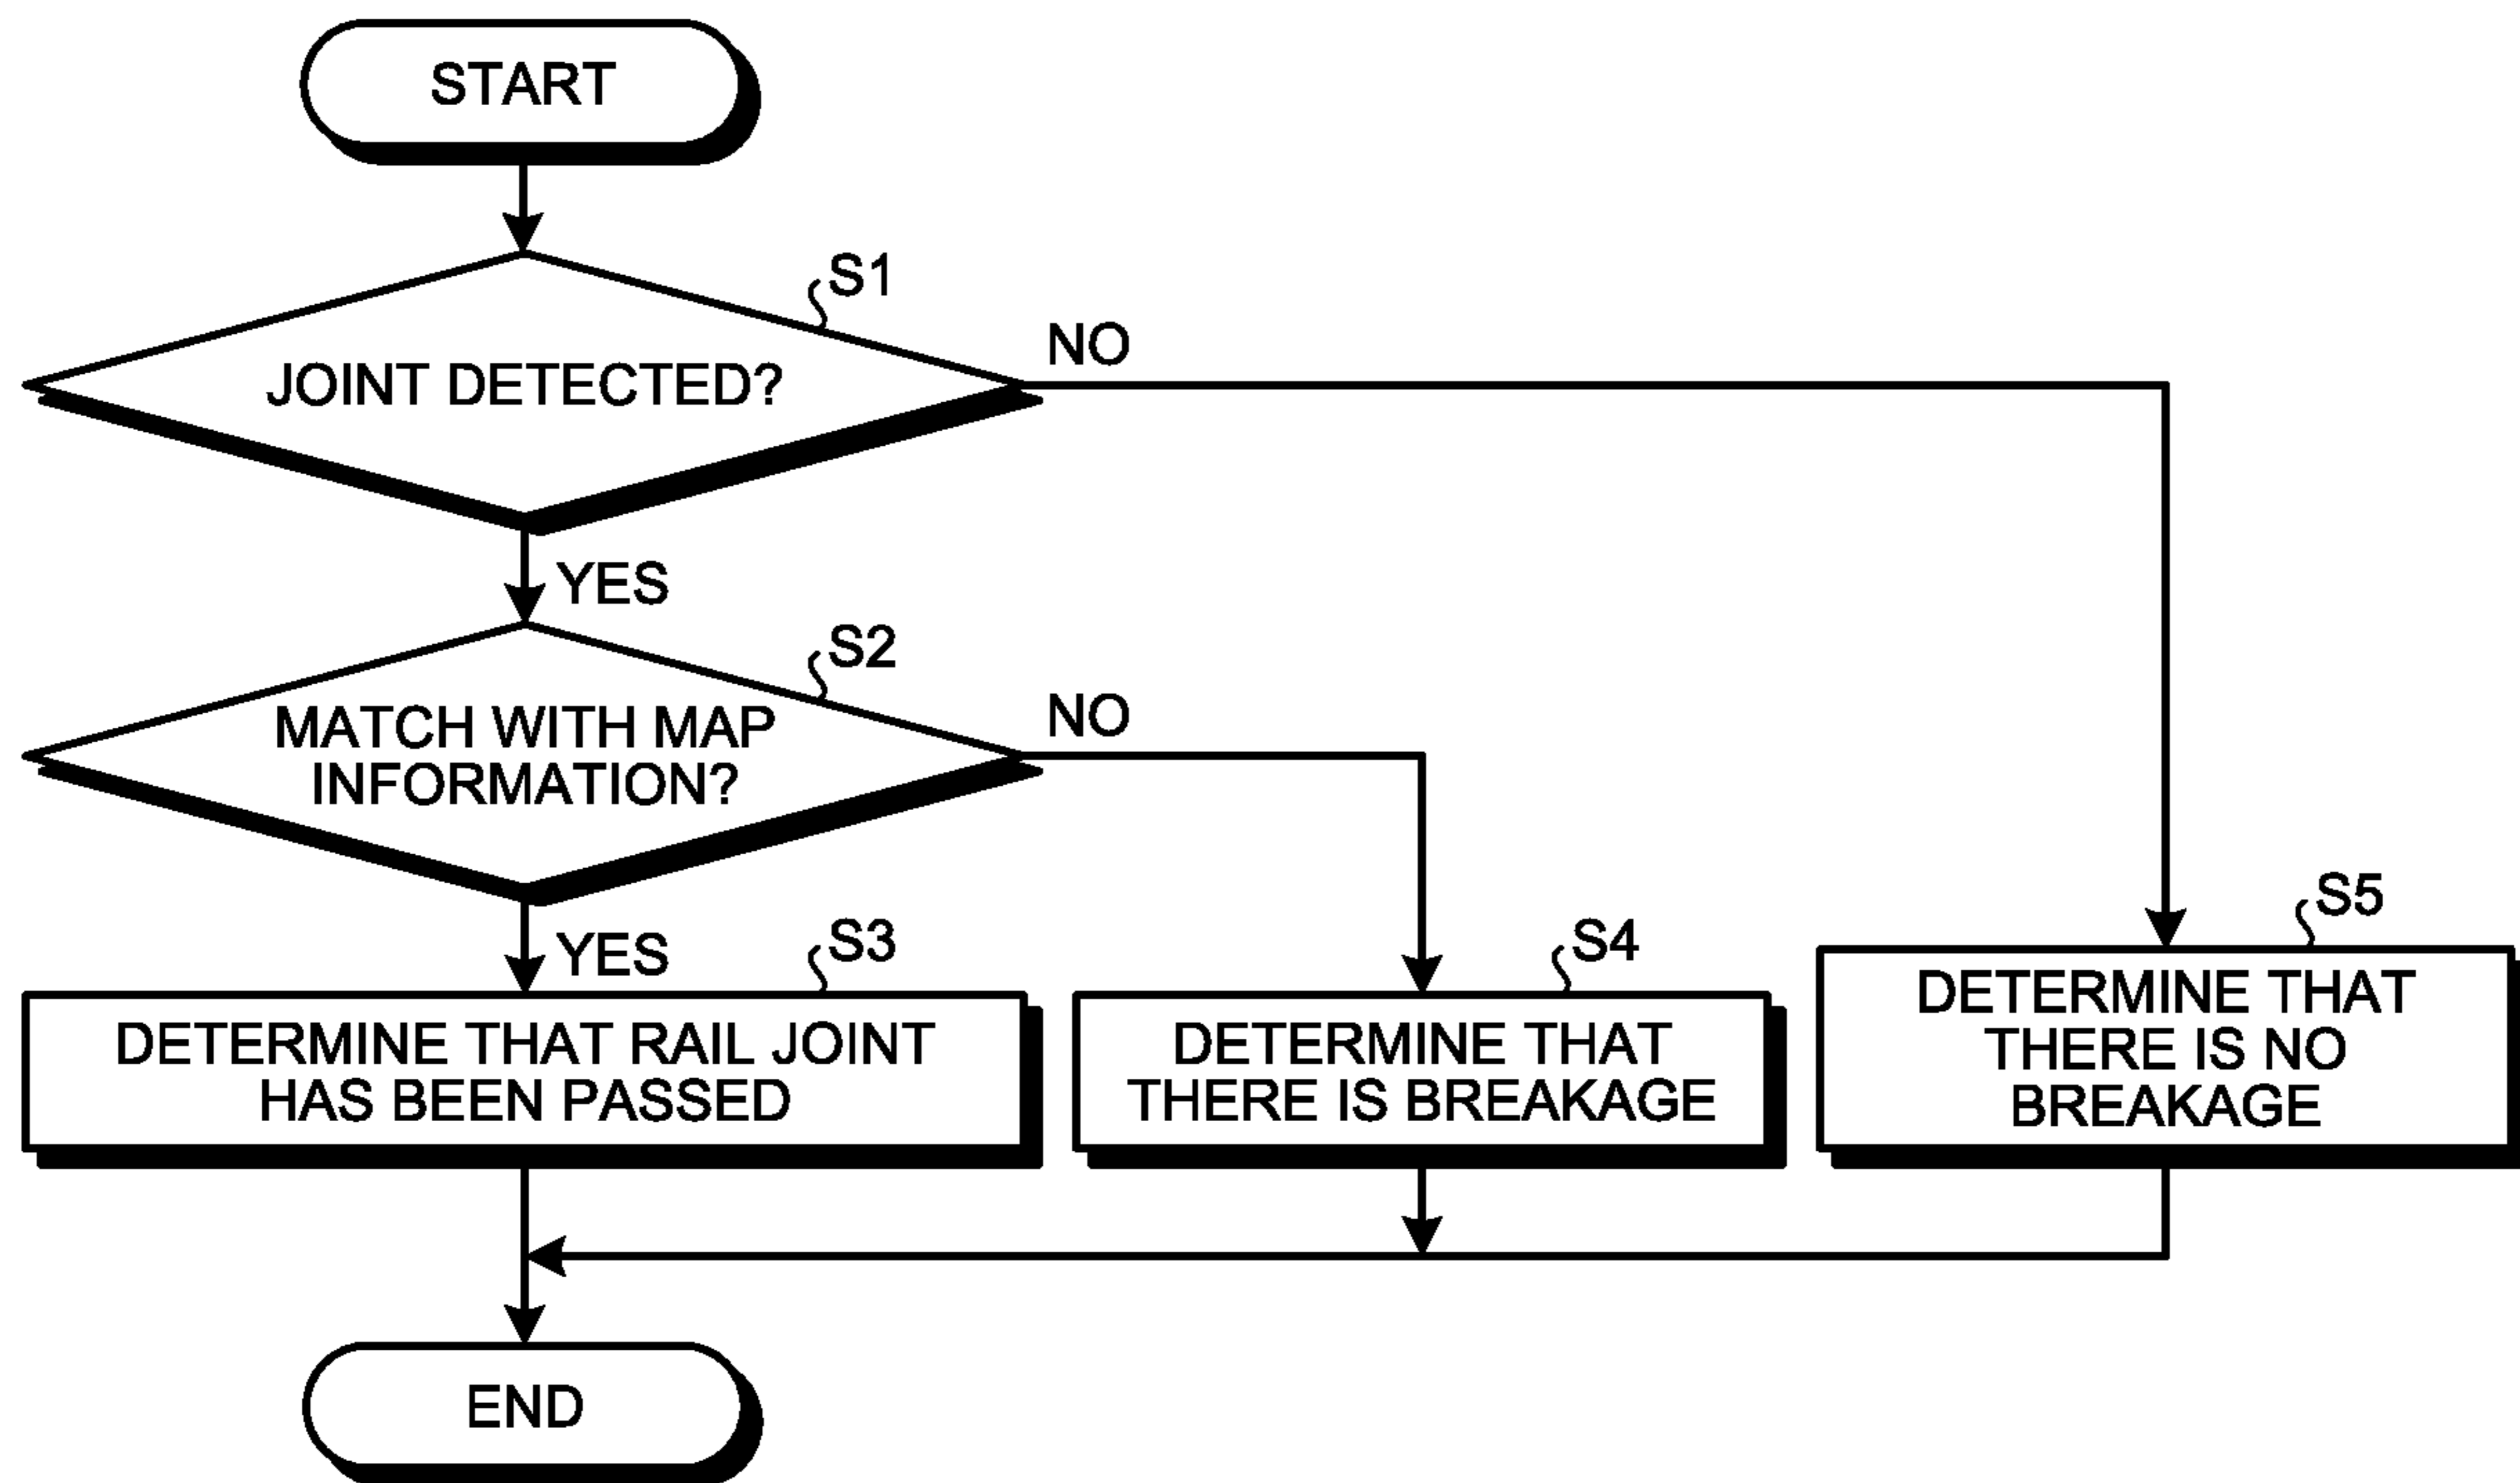 START
S1
NO
JOINT DETECTED?
YES
S2
NO
MATCH WITH MAP
INFORMATION?
YES
S3
S4
S5
DETERMINE THAT RAIL JOINT
HAS BEEN PASSED
DETERMINE THAT
THERE IS BREAKAGE
DETERMINE THAT
THERE IS NO
BREAKAGE
END